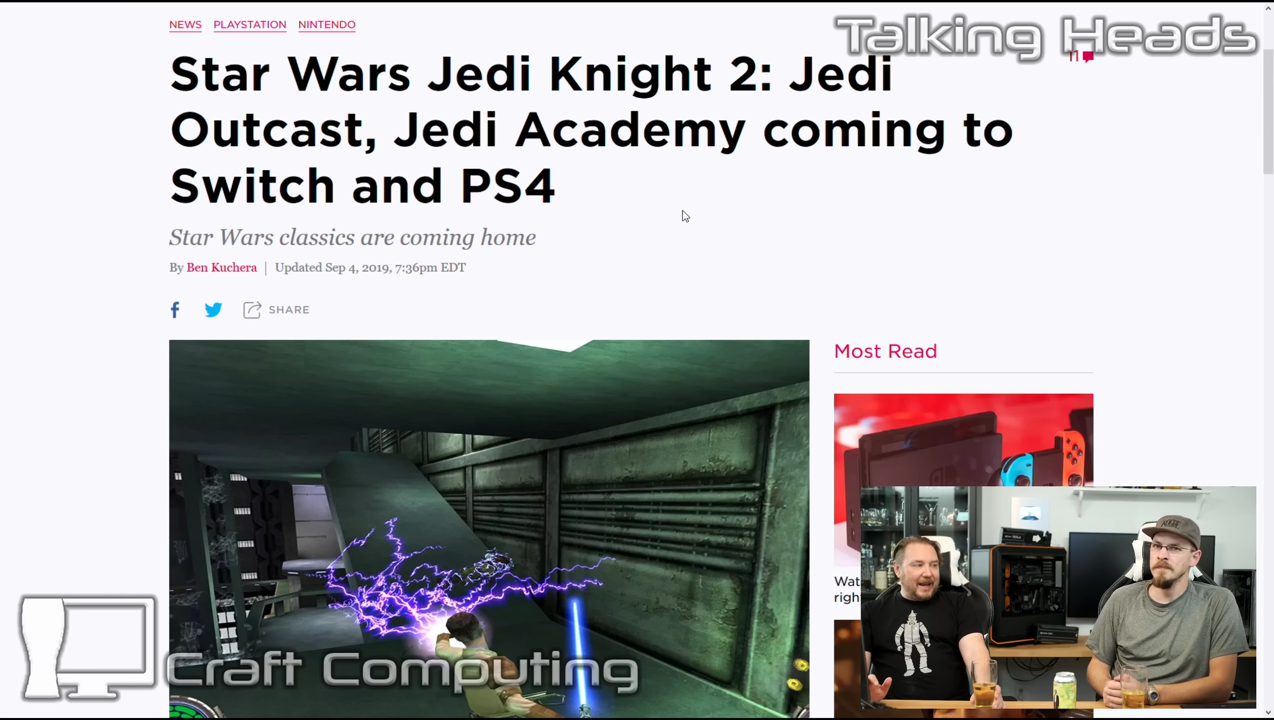 NEWS PLAYSTATION NINTENDO
Talking Heads
11
Star Wars Jedi Knight 2: Jedi
Outcast, Jedi Academy coming to
Switch and PS4
Star Wars classics are coming home
By Ben Kuchera | Updated Sep 4, 2019, 7:36pm EDT
SHARE
Most Read
Wat
righ
Craft Computing